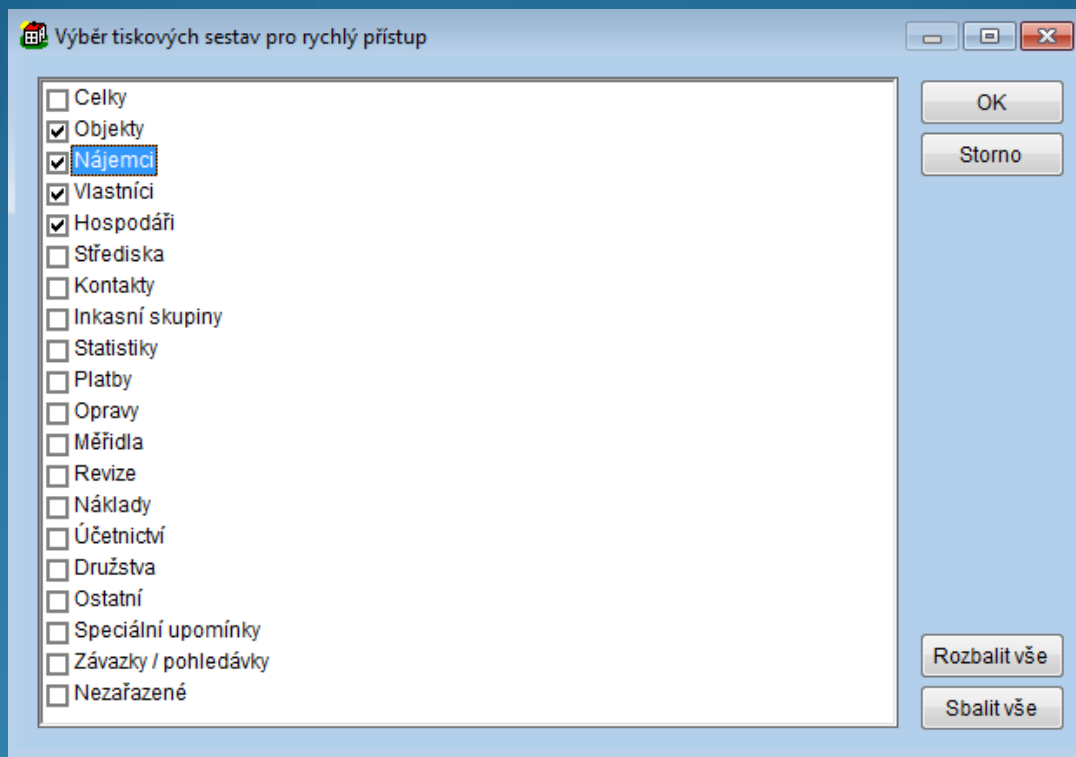 Výběr tiskových sestav pro rychlý přístup
Celky
Objekty
Nájemci
Vlastníci
Hospodáři
Střediska
Kontakty
Inkasní skupiny
Statistiky
Platby
Opravy
Měřidla
Revize
Náklady
Účetnictví
Družstva
Ostatní
Speciální upomínky
Závazky / pohledávky
Nezařazené
OK
Storno
Rozbalit vše
Sbalit vše